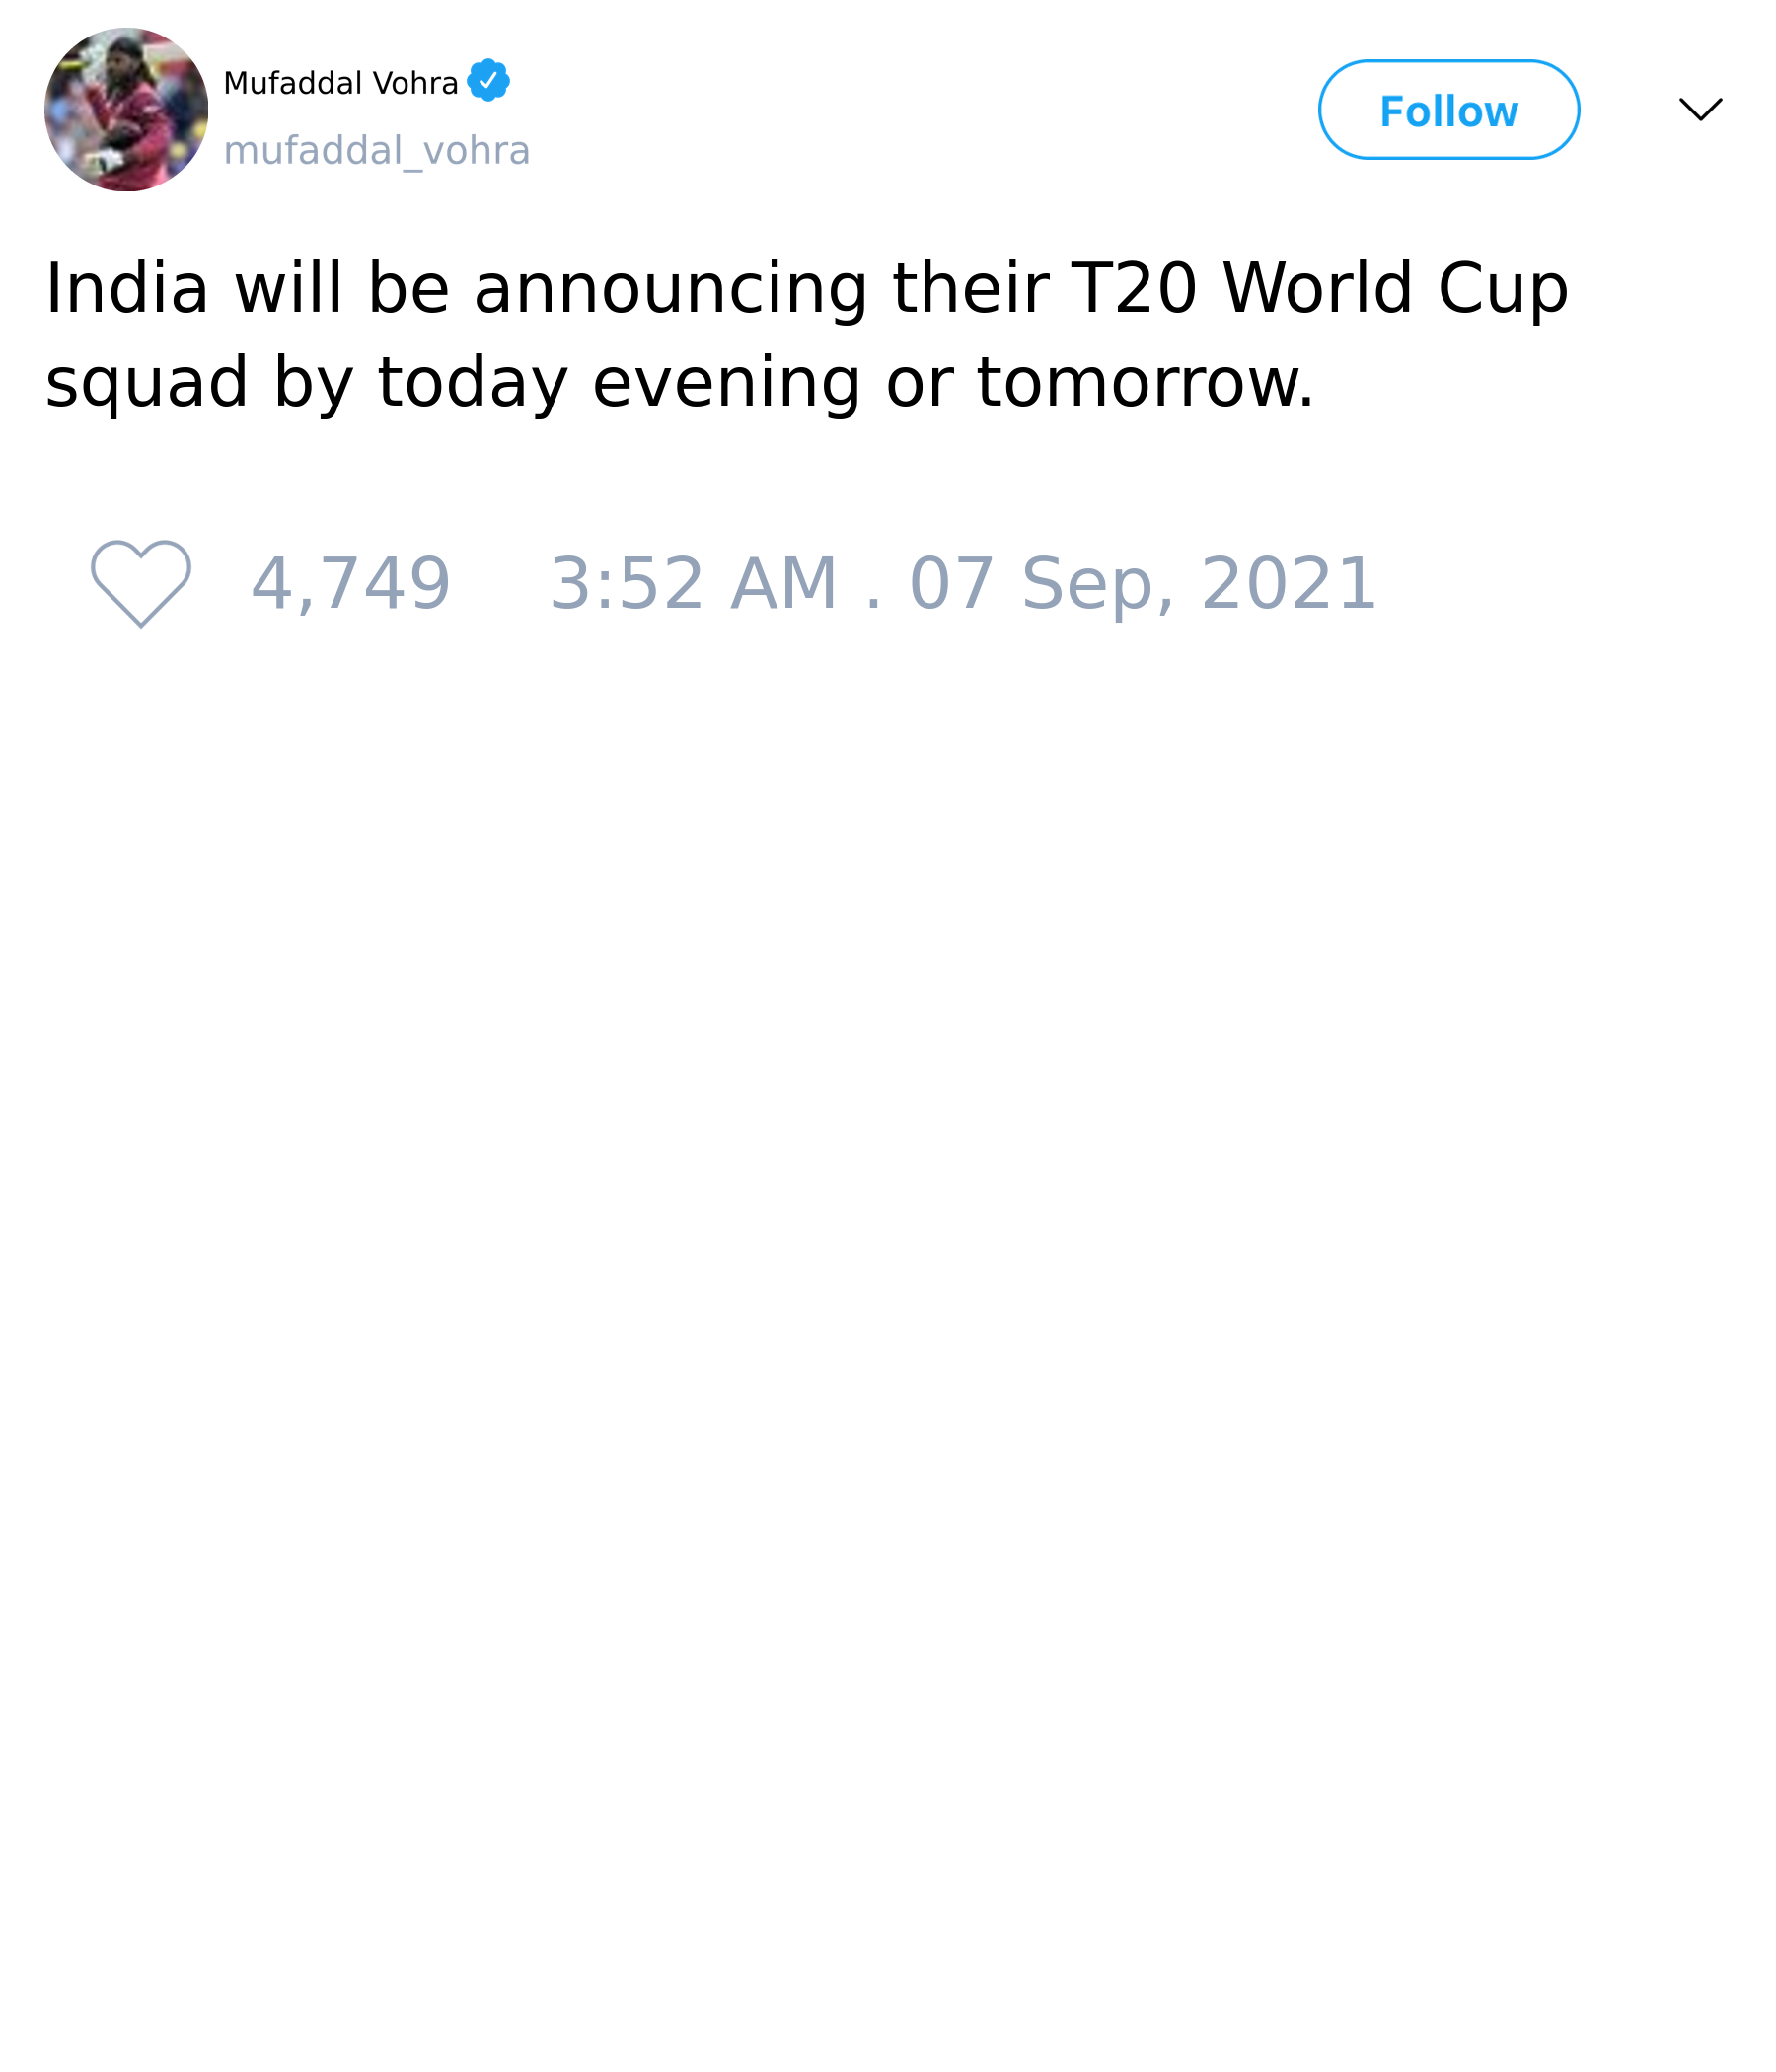 Mufaddal Vohra
mufaddal_vohra
Follow
India will be announcing their T20 World Cup
squad by today evening or tomorrow.
4,749 3:52 AM . 07 Sep, 2021